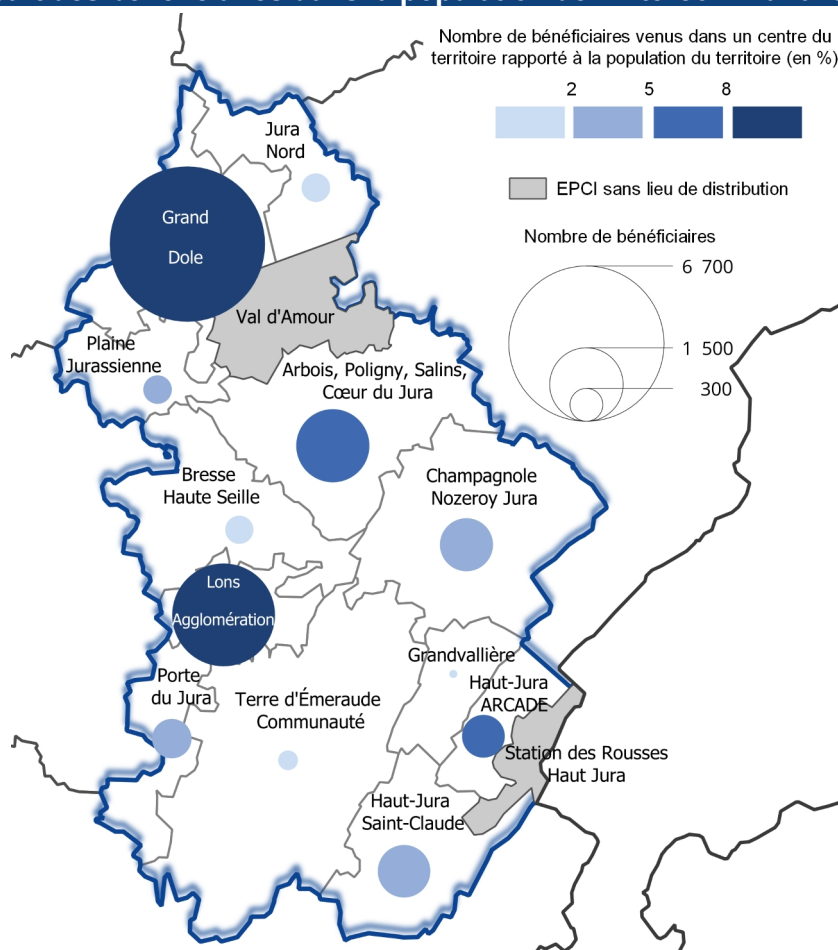 Nombre de bénéficiaires venus dans un centre du
territoire rapporté à la population du territoire (en %)
2 5 8
EPCI sans lieu de distribution
Nombre de bénéficiaires
6 700
1 500
300
Jura
Nord
Grand
Dole
Val d'Amour
Plaine
Jurassienne
Arbois, Poligny, Salins,
Cœur du Jura
Bresse
Haute Seille
Champagnole
Nozeroy Jura
Lons
Agglomération
Grandvallière
Porte
du Jura
Haut-Jura
ARCADE
Terre d'Émeraude
Communauté
Station des Rousses
Haut Jura
Haut-Jura
Saint-Claude